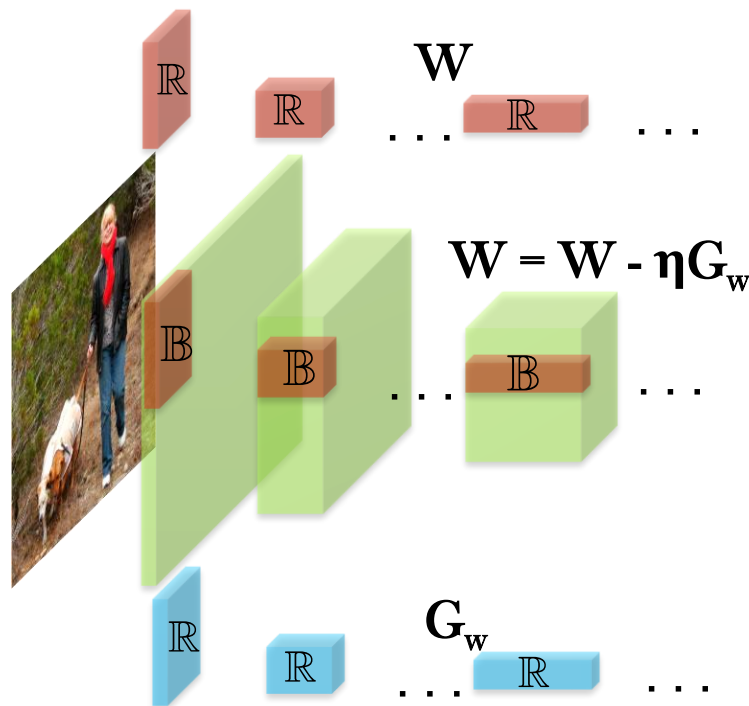 W
ℝ ℝ . . . ℝ . . .
W = W - ηG_w
𝔹 𝔹 . . . 𝔹 . . .
G_w
ℝ ℝ . . . ℝ . . .